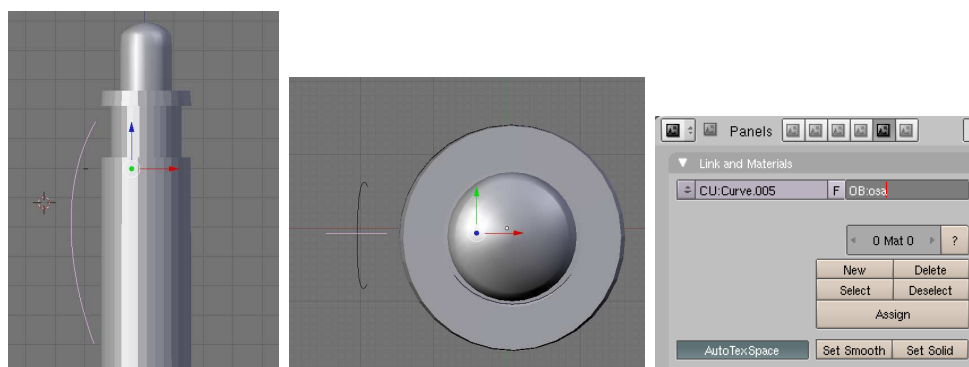 Panels
Link and Materials
CU:Curve.005 F OB:osa
0 Mat 0 ?
New Delete
Select Deselect
Assign
AutoTexSpace Set Smooth Set Solid